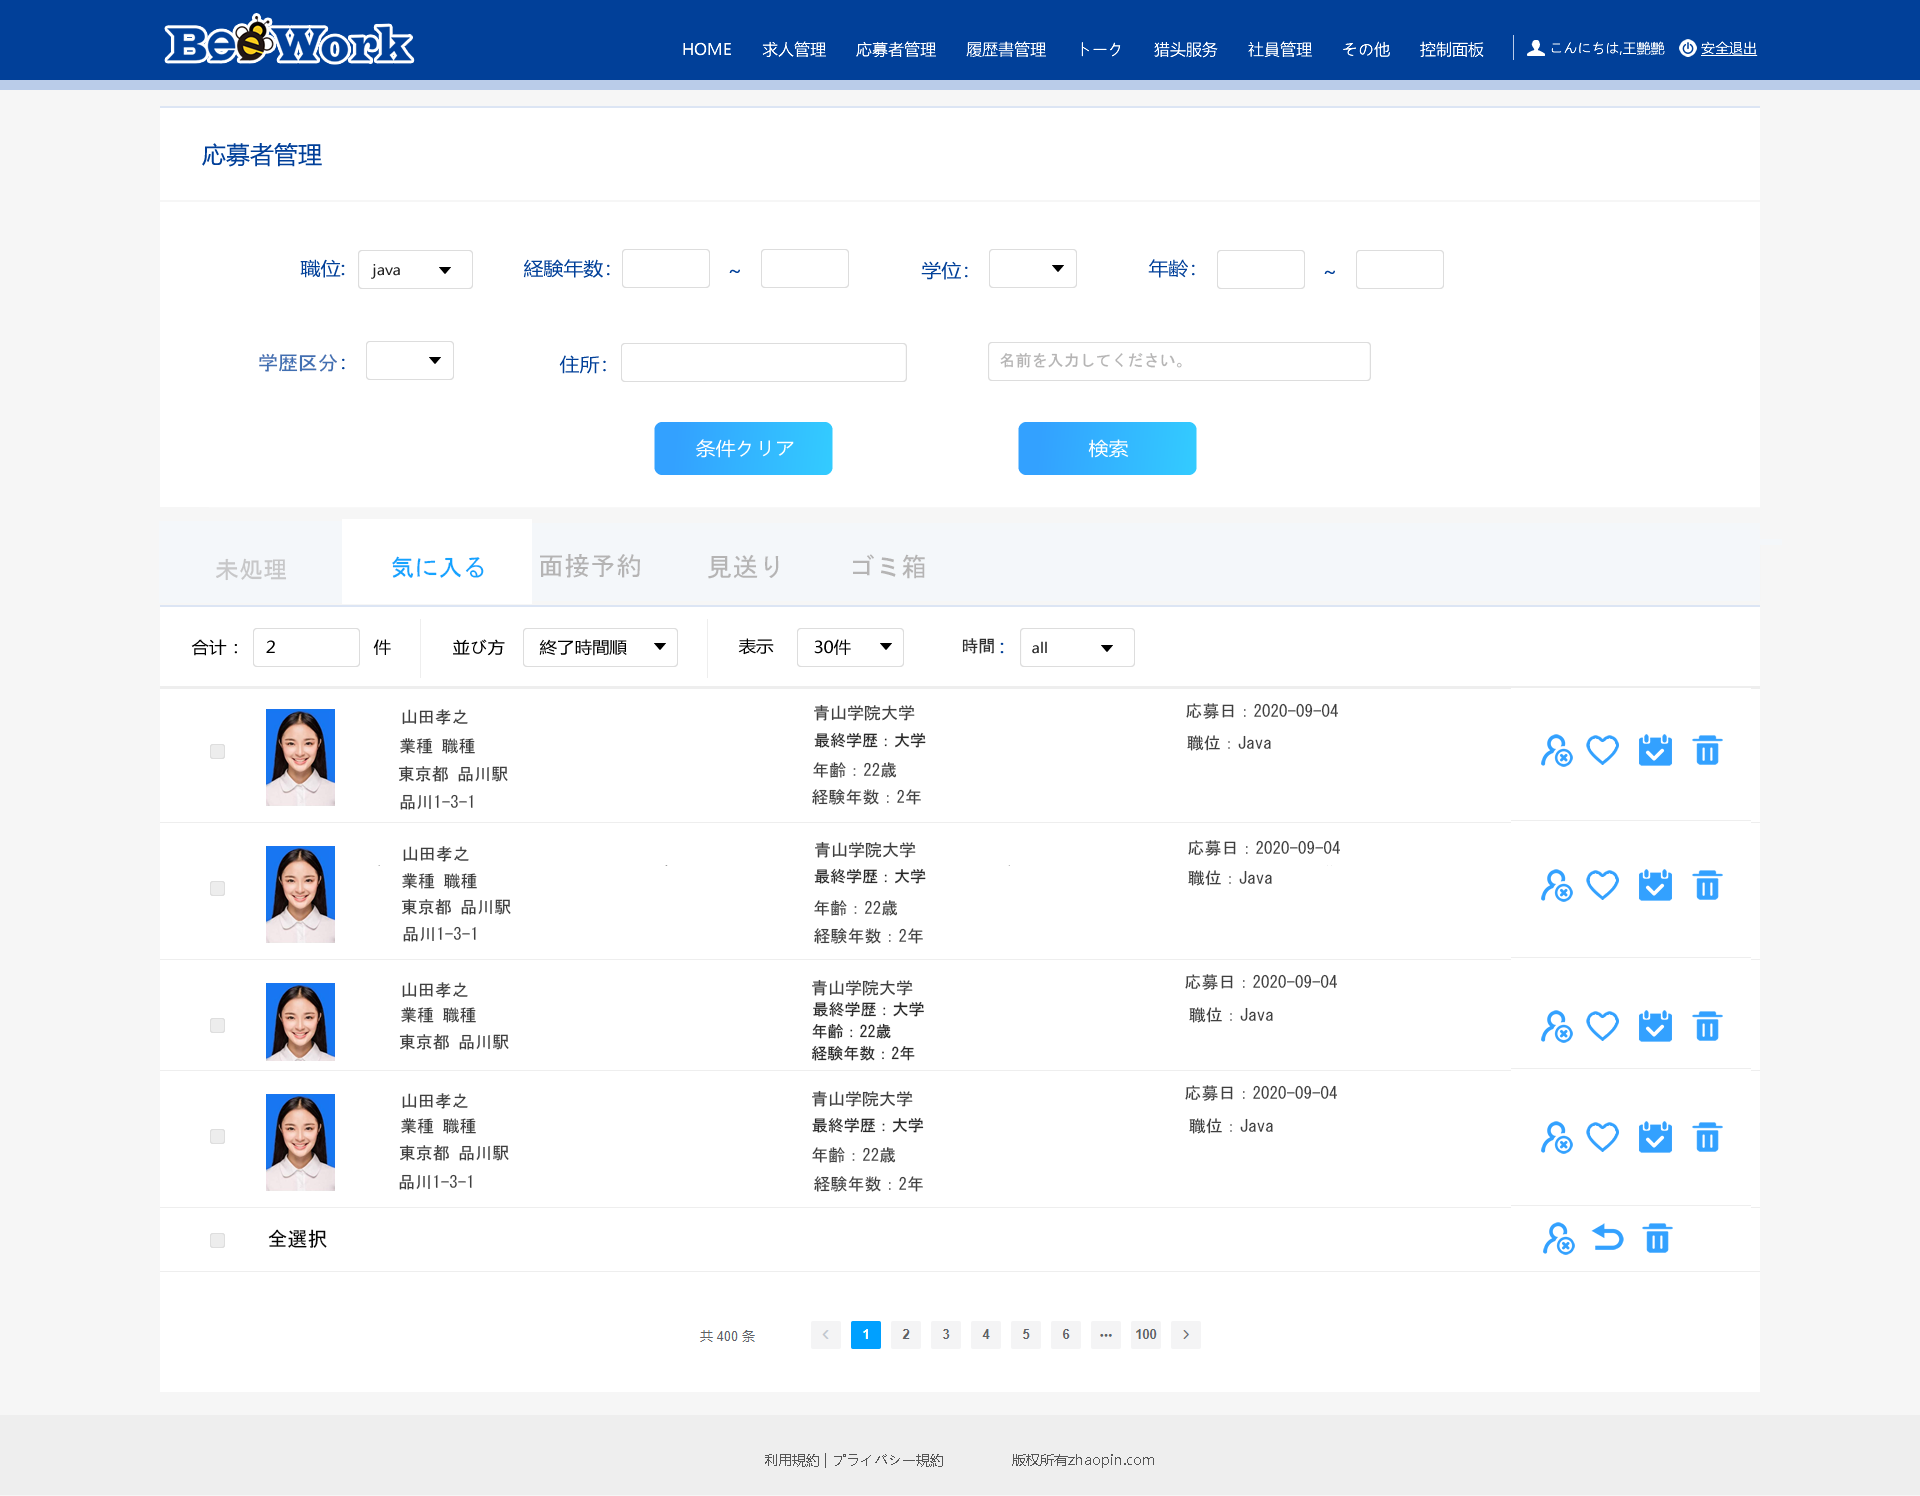 BeeWork
HOME 求人管理 応募者管理 履歴書管理 トーク 猎头服务 社員管理 その他 控制面板 こんにちは,王艶艶 安全退出
応募者管理
職位: java 経験年数: ~ 学位: 年齢: ~
学歴区分: 住所: 名前を入力してください。
条件クリア 検索
未処理 気に入る 面接予約 見送り ゴミ箱
合计: 2 件 並び方 終了時間順 表示 30件 時間: all
山田孝之
業種 職種
東京都 品川駅
品川1-3-1
青山学院大学
最終学歴:大学
年齢:22歳
経験年数:2年
応募日:2020-09-04
職位:Java
山田孝之
業種 職種
東京都 品川駅
品川1-3-1
青山学院大学
最終学歴:大学
年齢:22歳
経験年数:2年
応募日:2020-09-04
職位:Java
山田孝之
業種 職種
東京都 品川駅
青山学院大学
最終学歴:大学
年齢:22歳
経験年数:2年
応募日:2020-09-04
職位:Java
山田孝之
業種 職種
東京都 品川駅
品川1-3-1
青山学院大学
最終学歴:大学
年齢:22歳
経験年数:2年
応募日:2020-09-04
職位:Java
全選択
共 400 条 < 1 2 3 4 5 6 ••• 100 >
利用規約 | プライバシー規約 版权所有zhaopin.com